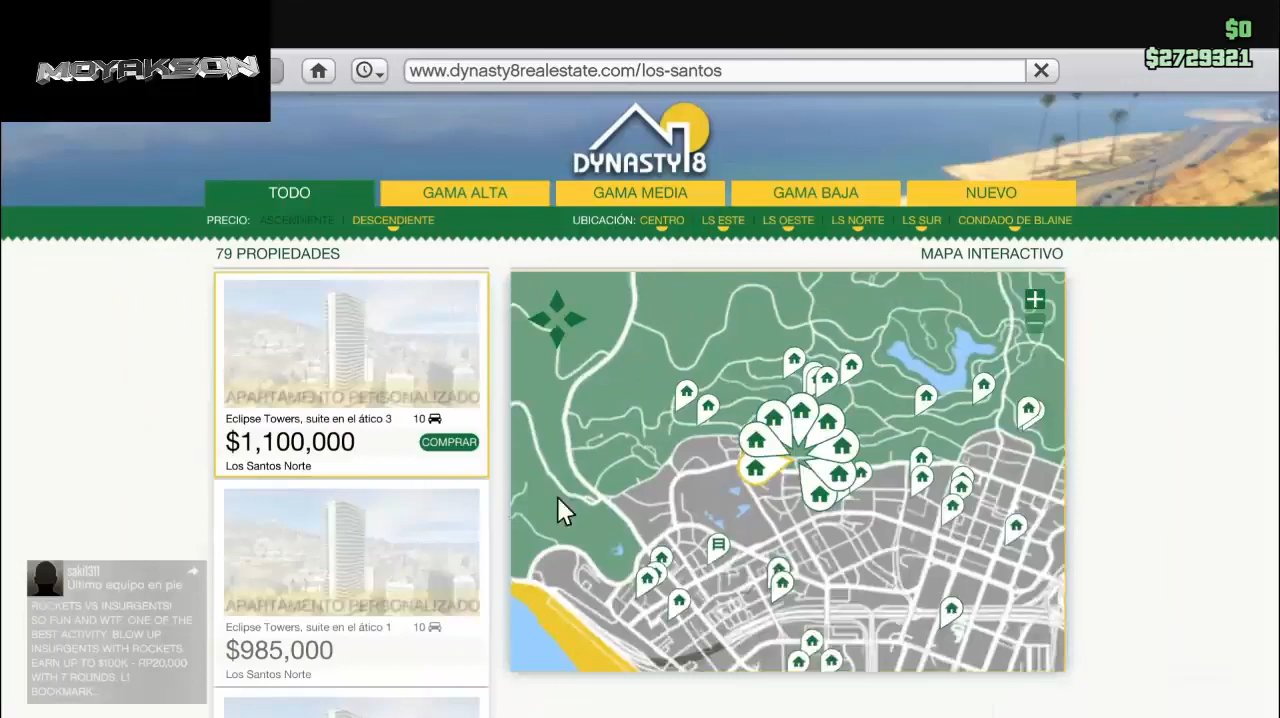 MOYAKSON
$0
$2729321
www.dynasty8realestate.com/los-santos
DYNASTY8
TODO
GAMA ALTA
GAMA MEDIA
GAMA BAJA
NUEVO
PRECIO: ASCENDIENTE | DESCENDIENTE
UBICACIÓN: CENTRO | LS ESTE | LS OESTE | LS NORTE | LS SUR | CONDADO DE BLAINE
79 PROPIEDADES
MAPA INTERACTIVO
APARTAMENTO PERSONALIZADO
Eclipse Towers, suite en el ático 3 10
$1,100,000
COMPRAR
Los Santos Norte
APARTAMENTO PERSONALIZADO
Eclipse Towers, suite en el ático 1 10
$985,000
Los Santos Norte
saki1311
Último equipo en pie
ROCKETS VS INSURGENTS!
SO FUN AND WTF. ONE OF
THE BEST ACTIVITY. BLOW UP
INSURGENTS WITH ROCKETS.
EARN UP TO $100K - RP20,000
WITH 7 ROUNDS. L!
BOOKMARK...